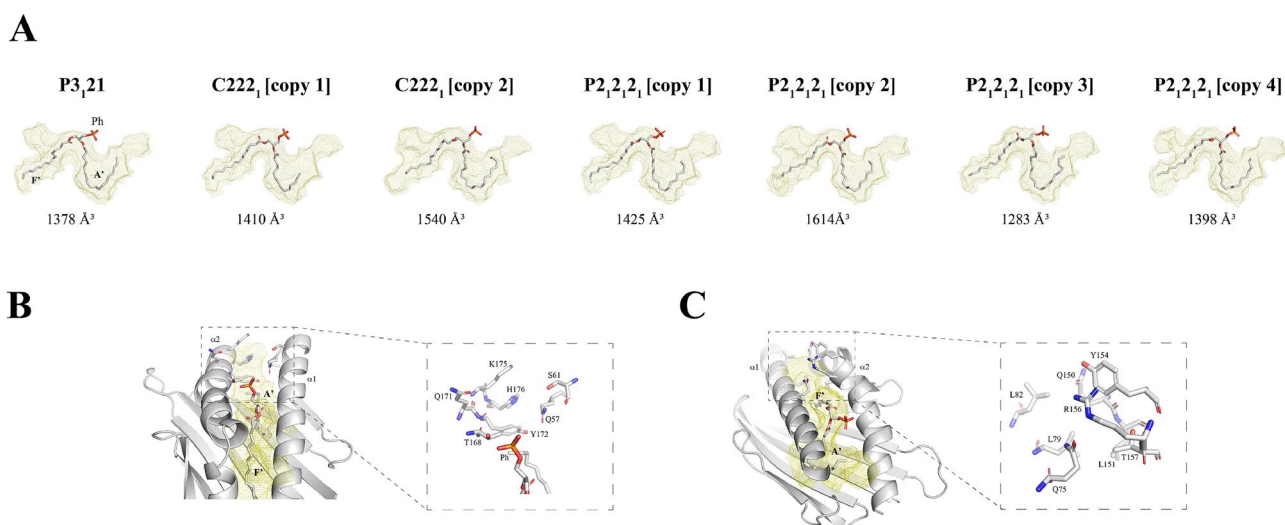 A
P3₁21
C222₁ [copy 1]
C222₁ [copy 2]
P2₁2₁2₁ [copy 1]
P2₁2₁2₁ [copy 2]
P2₁2₁2₁ [copy 3]
P2₁2₁2₁ [copy 4]
Ph
F'
A'
1378 Å³
1410 Å³
1540 Å³
1425 Å³
1614Å³
1283 Å³
1398 Å³
B
α2
α1
A'
F'
K175
S61
Q171
H176
Q57
T168
Y172
Ph
C
α1
α2
F'
A'
Y154
Q150
L82
R156
L79
T157
L151
Q75